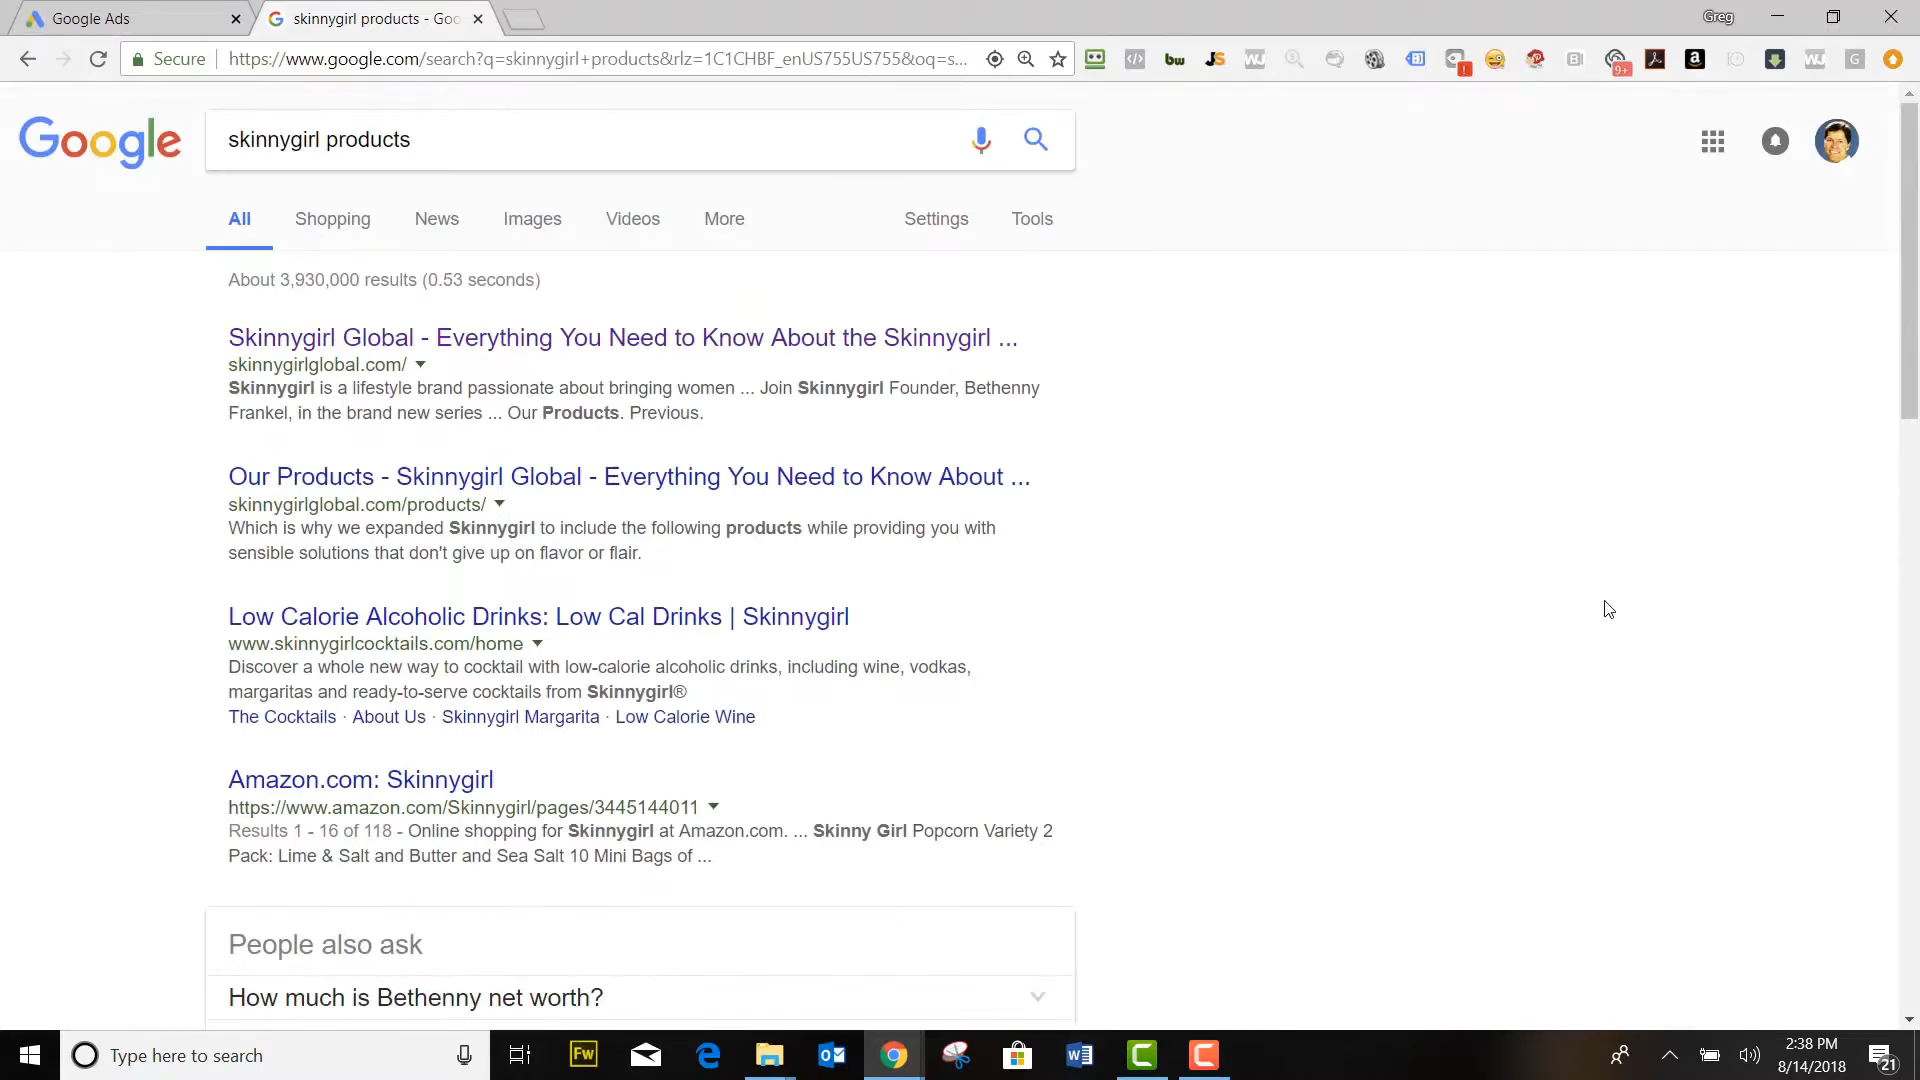 Google Ads
skinnygirl products - Goo
Greg
Secure
https://www.google.com/search?q=skinnygirl+products&rlz=1C1CHBF_enUS755US755&oq=s...
bw
JS
WJ
9+
WJ
G
Google
skinnygirl products
All
Shopping
News
Images
Videos
More
Settings
Tools
About 3,930,000 results (0.53 seconds)
Skinnygirl Global - Everything You Need to Know About the Skinnygirl ...
skinnygirlglobal.com/
Skinnygirl is a lifestyle brand passionate about bringing women ... Join Skinnygirl Founder, Bethenny
Frankel, in the brand new series ... Our Products. Previous.
Our Products - Skinnygirl Global - Everything You Need to Know About ...
skinnygirlglobal.com/products/
Which is why we expanded Skinnygirl to include the following products while providing you with
sensible solutions that don't give up on flavor or flair.
Low Calorie Alcoholic Drinks: Low Cal Drinks | Skinnygirl
www.skinnygirlcocktails.com/home
Discover a whole new way to cocktail with low-calorie alcoholic drinks, including wine, vodkas,
margaritas and ready-to-serve cocktails from Skinnygirl®
The Cocktails · About Us · Skinnygirl Margarita · Low Calorie Wine
Amazon.com: Skinnygirl
https://www.amazon.com/Skinnygirl/pages/3445144011
Results 1 - 16 of 118 - Online shopping for Skinnygirl at Amazon.com. ... Skinny Girl Popcorn Variety 2
Pack: Lime & Salt and Butter and Sea Salt 10 Mini Bags of ...
People also ask
How much is Bethenny net worth?
Type here to search
Fw
2:38 PM
8/14/2018
21